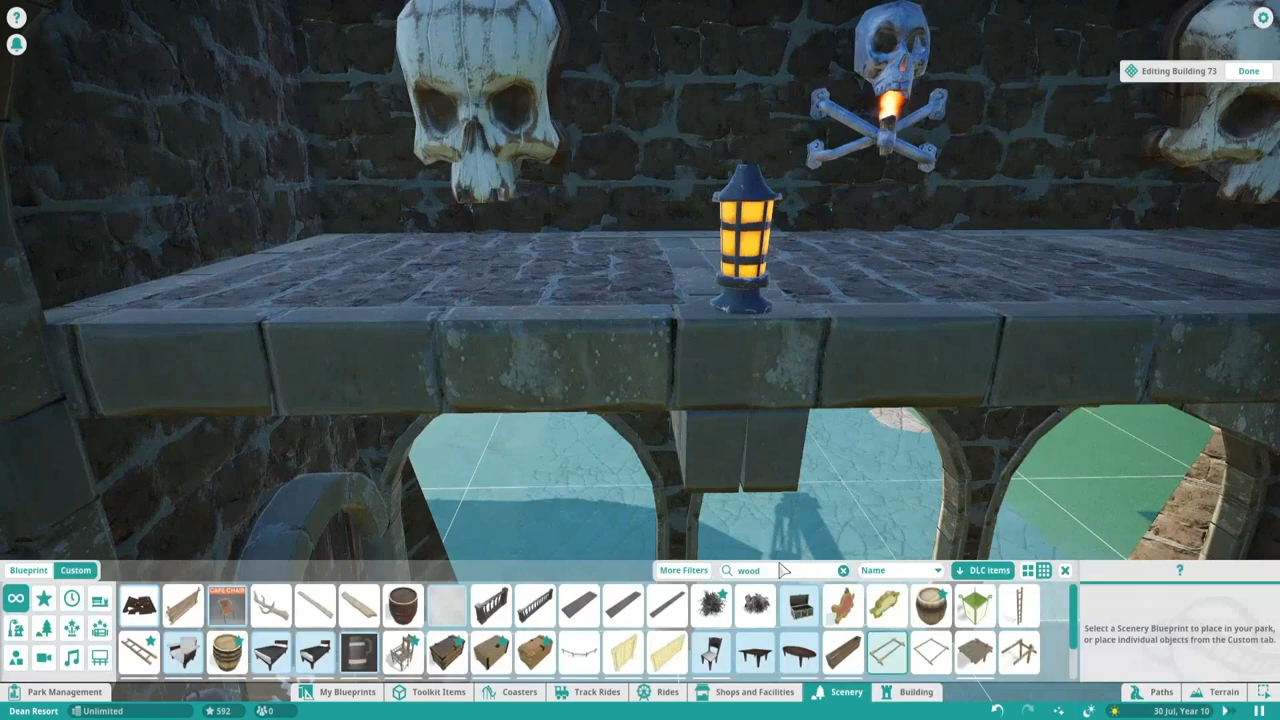 ?
Editing Building 73 Done
Blueprint Custom More Filters wood Name DLC items ?
CAFE CHAIR
Select a Scenery Blueprint to place in your park,
or place individual objects from the Custom tab.
Park Management My Blueprints Toolkit Items Coasters Track Rides Rides Shops and Facilities Scenery Building Paths Terrain
Dean Resort Unlimited 592 0 30 Jul, Year 10